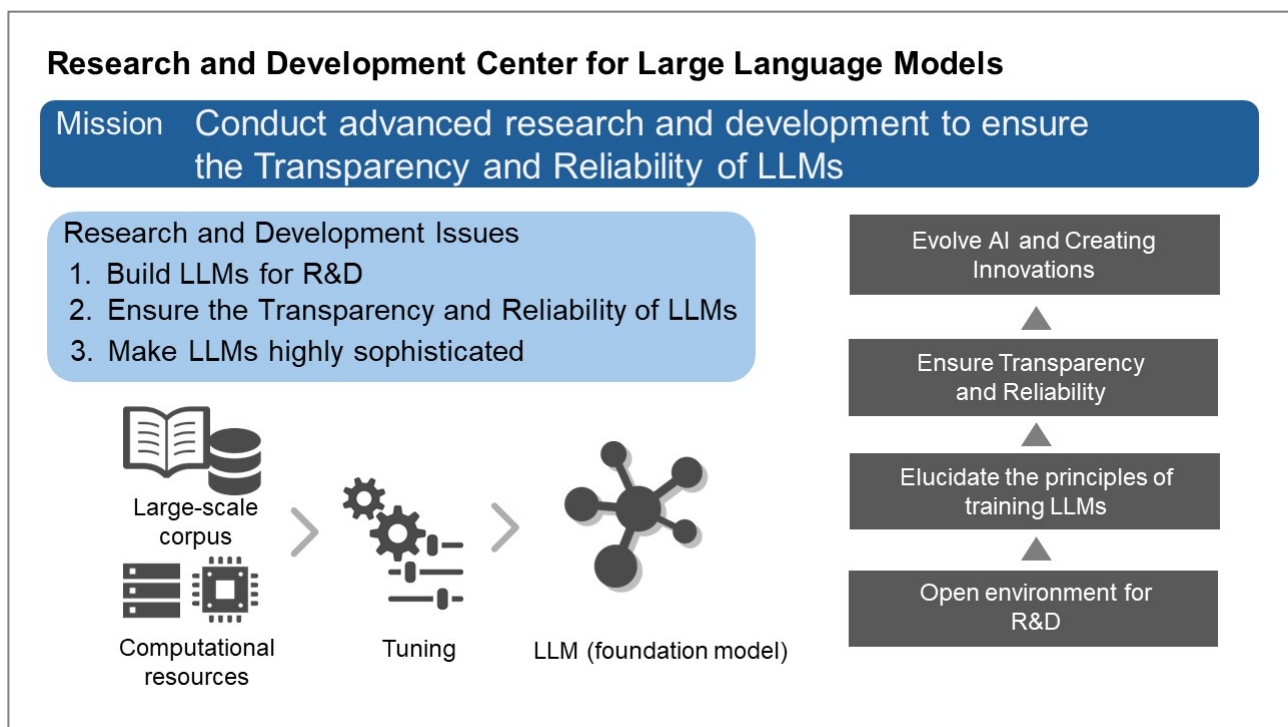 Research and Development Center for Large Language Models
Mission Conduct advanced research and development to ensure
the Transparency and Reliability of LLMs
Research and Development Issues
1. Build LLMs for R&D
2. Ensure the Transparency and Reliability of LLMs
3. Make LLMs highly sophisticated
Large-scale
corpus
Computational
resources
Tuning
LLM (foundation model)
Evolve AI and Creating
Innovations
Ensure Transparency
and Reliability
Elucidate the principles of
training LLMs
Open environment for
R&D